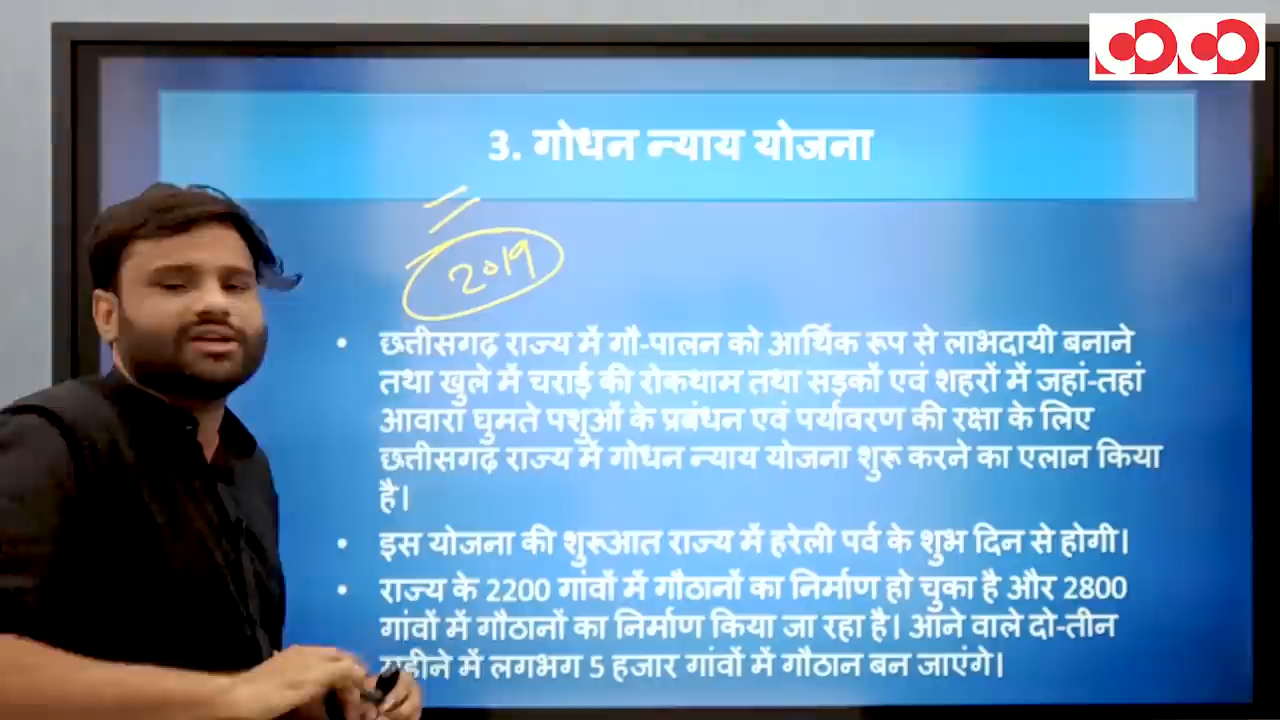 3. गोधन न्याय योजना
2019
• छत्तीसगढ़ राज्य में गौ-पालन को आर्थिक रूप से लाभदायी बनाने
तथा खुले में चराई की रोकथाम तथा सड़कों एवं शहरों में जहां-तहां
आवारा घुमते पशुओं के प्रबंधन एवं पर्यावरण की रक्षा के लिए
छत्तीसगढ़ राज्य में गोधन न्याय योजना शुरू करने का एलान किया
है।
• इस योजना की शुरूआत राज्य में हरेली पर्व के शुभ दिन से होगी।
• राज्य के 2200 गांवों में गौठानों का निर्माण हो चुका है और 2800
गांवों में गौठानों का निर्माण किया जा रहा है। आने वाले दो-तीन
महीने में लगभग 5 हजार गांवों में गौठान बन जाएंगे।